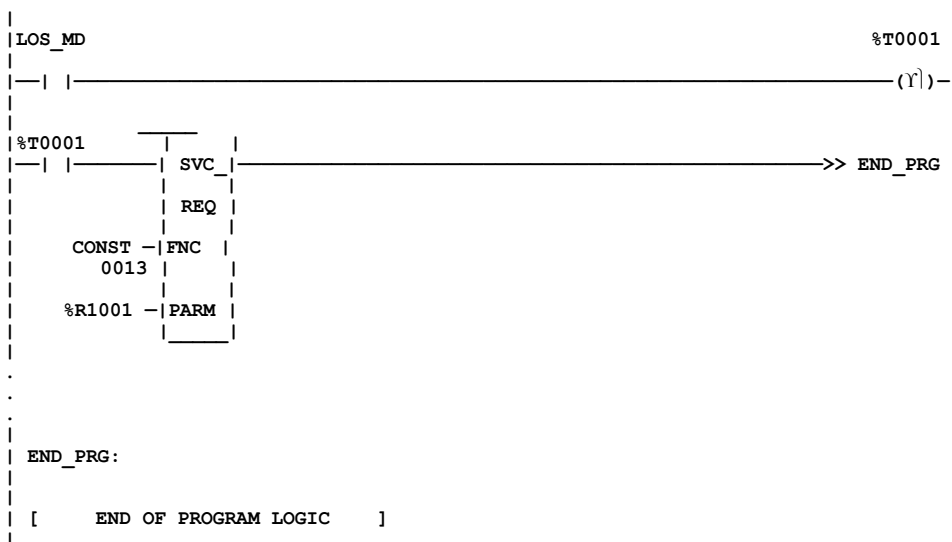 LOS_MD %T0001
(↑)
%T0001
SVC_ >> END_PRG
REQ
CONST FNC
0013
%R1001 PARM
.
.
.
END_PRG:
[ END OF PROGRAM LOGIC ]